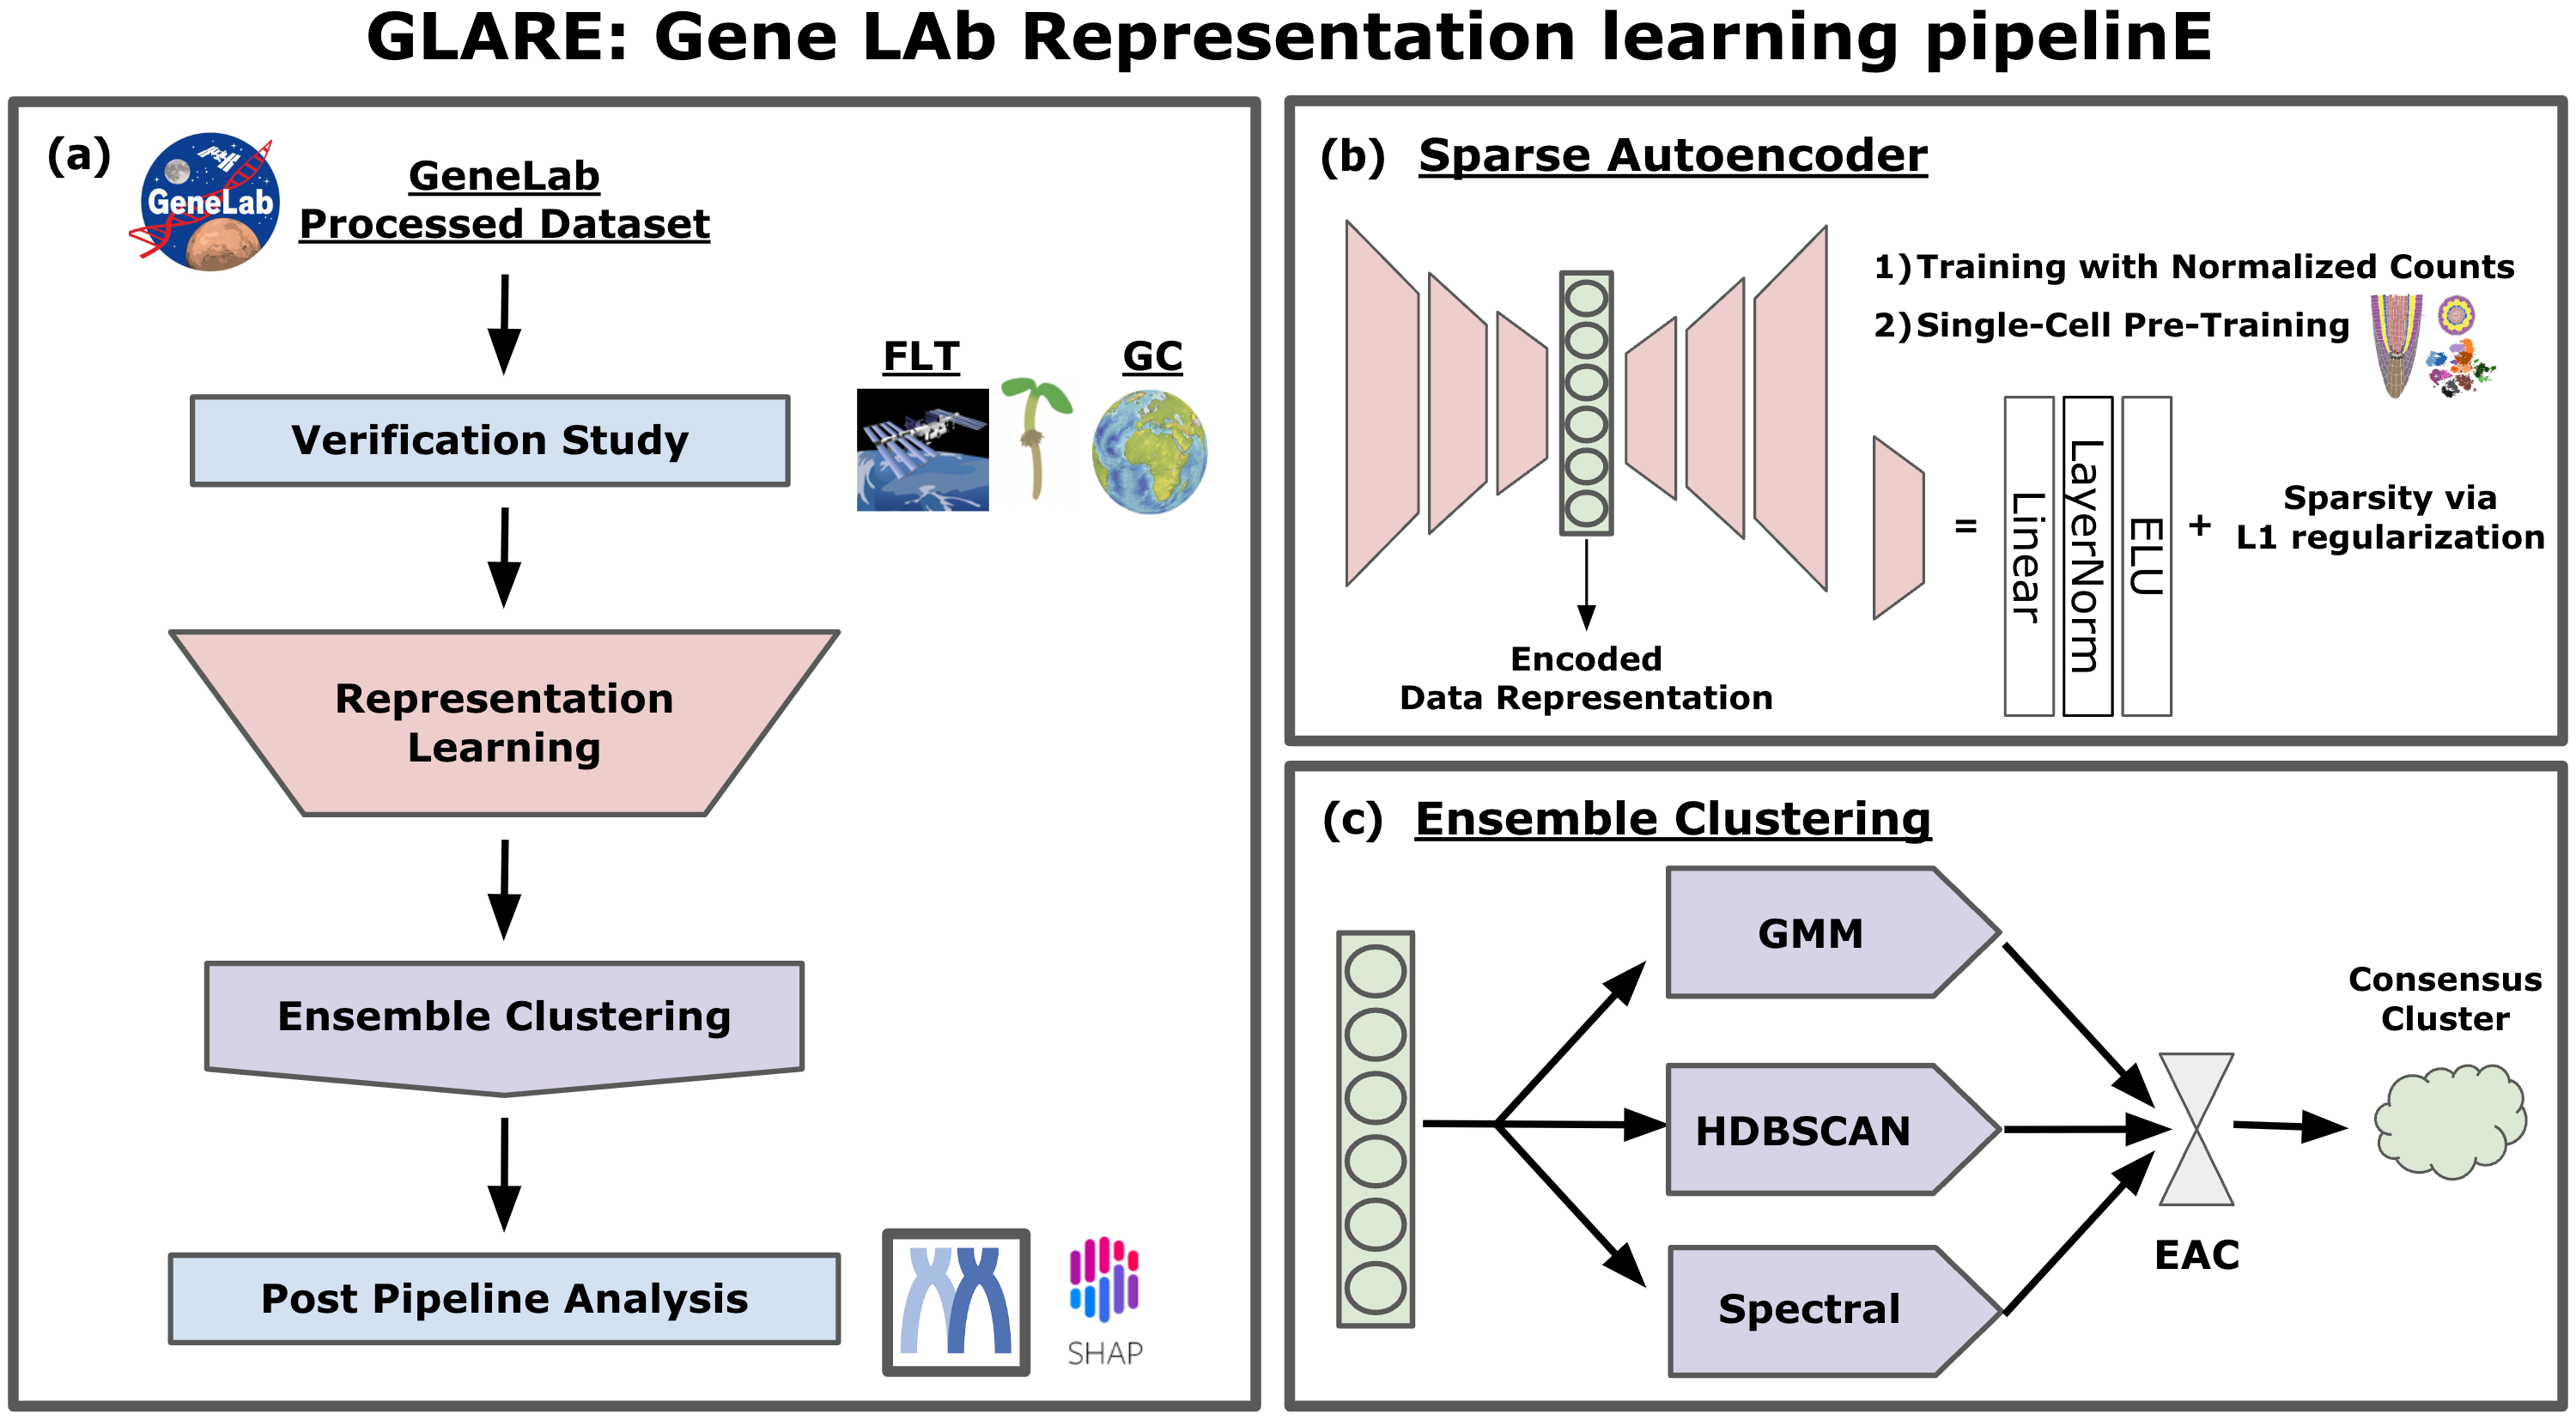 GLARE: Gene LAb Representation learning pipelinE
(a)
GeneLab
GeneLab
Processed Dataset
Verification Study
FLT
GC
Representation
Learning
Ensemble Clustering
Post Pipeline Analysis
SHAP
(b) Sparse Autoencoder
1) Training with Normalized Counts
2) Single-Cell Pre-Training
Encoded
Data Representation
=
Linear
LayerNorm
ELU
+
Sparsity via
L1 regularization
(c) Ensemble Clustering
GMM
HDBSCAN
Spectral
EAC
Consensus
Cluster